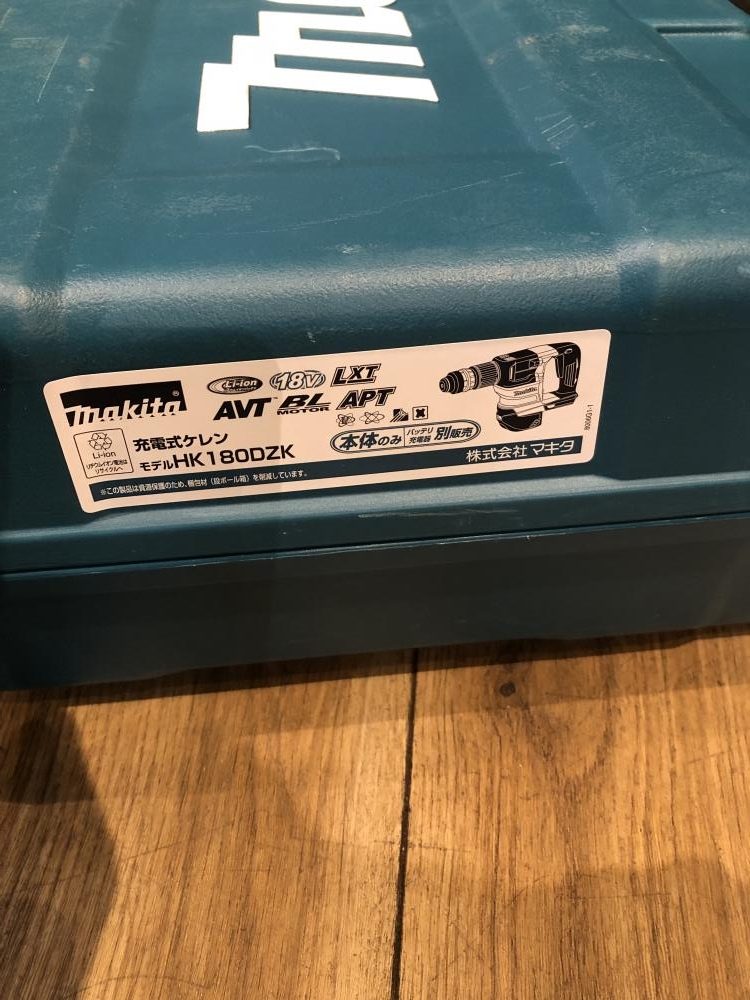 makita
Li-ion 18V LXT
AVT BL MOTOR APT
Li-ion
リチウムイオン電池は
リサイクルへ
充電式ケレン
モデルHK180DZK
本体のみ バッテリ 充電器 別販売
株式会社 マキタ
※この製品は資源保護のため、梱包材（段ボール箱）を削減しています。